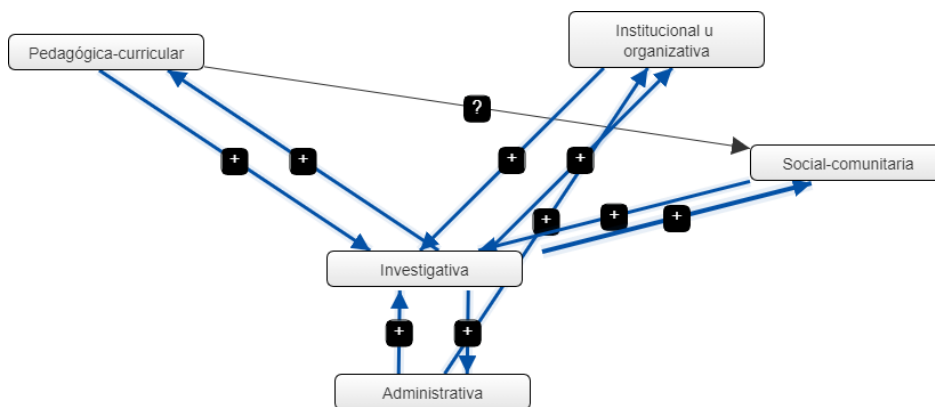 Institucional u
organizativa
Pedagógica-curricular
?
Social-comunitaria
+
+
+
+
+
+
+
Investigativa
+
+
Administrativa